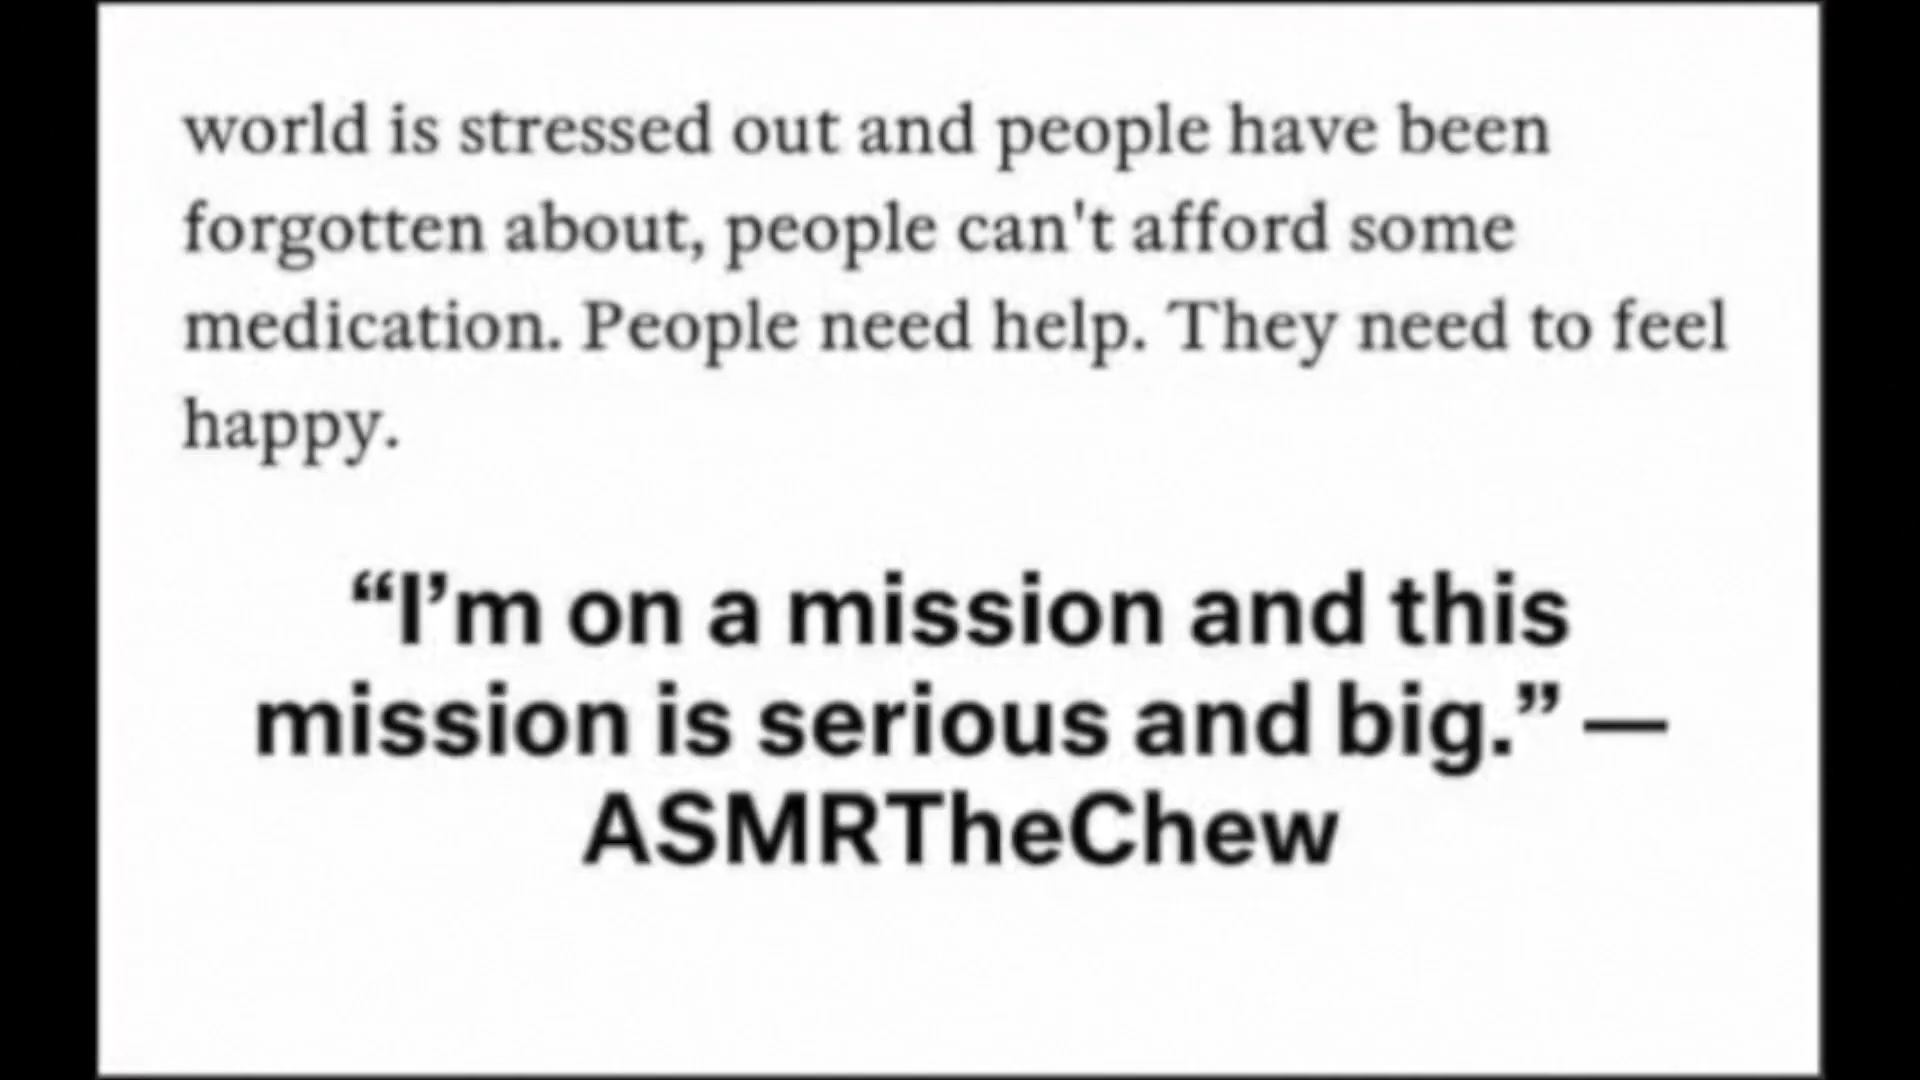 world is stressed out and people have been
forgotten about, people can't afford some
medication. People need help. They need to feel
happy.
“I’m on a mission and this
mission is serious and big.” —
ASMRTheChew